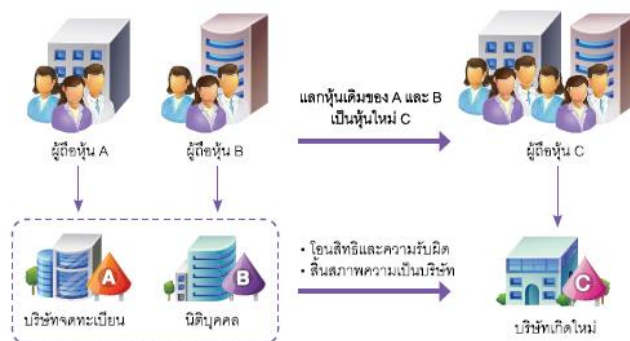 แลกหุ้นเดิมของ A และ B
เป็นหุ้นใหม่ C
ผู้ถือหุ้น A
ผู้ถือหุ้น B
ผู้ถือหุ้น C
• โอนสิทธิและความรับผิด
• สิ้นสภาพความเป็นบริษัท
A
B
C
บริษัทจดทะเบียน
นิติบุคคล
บริษัทเกิดใหม่